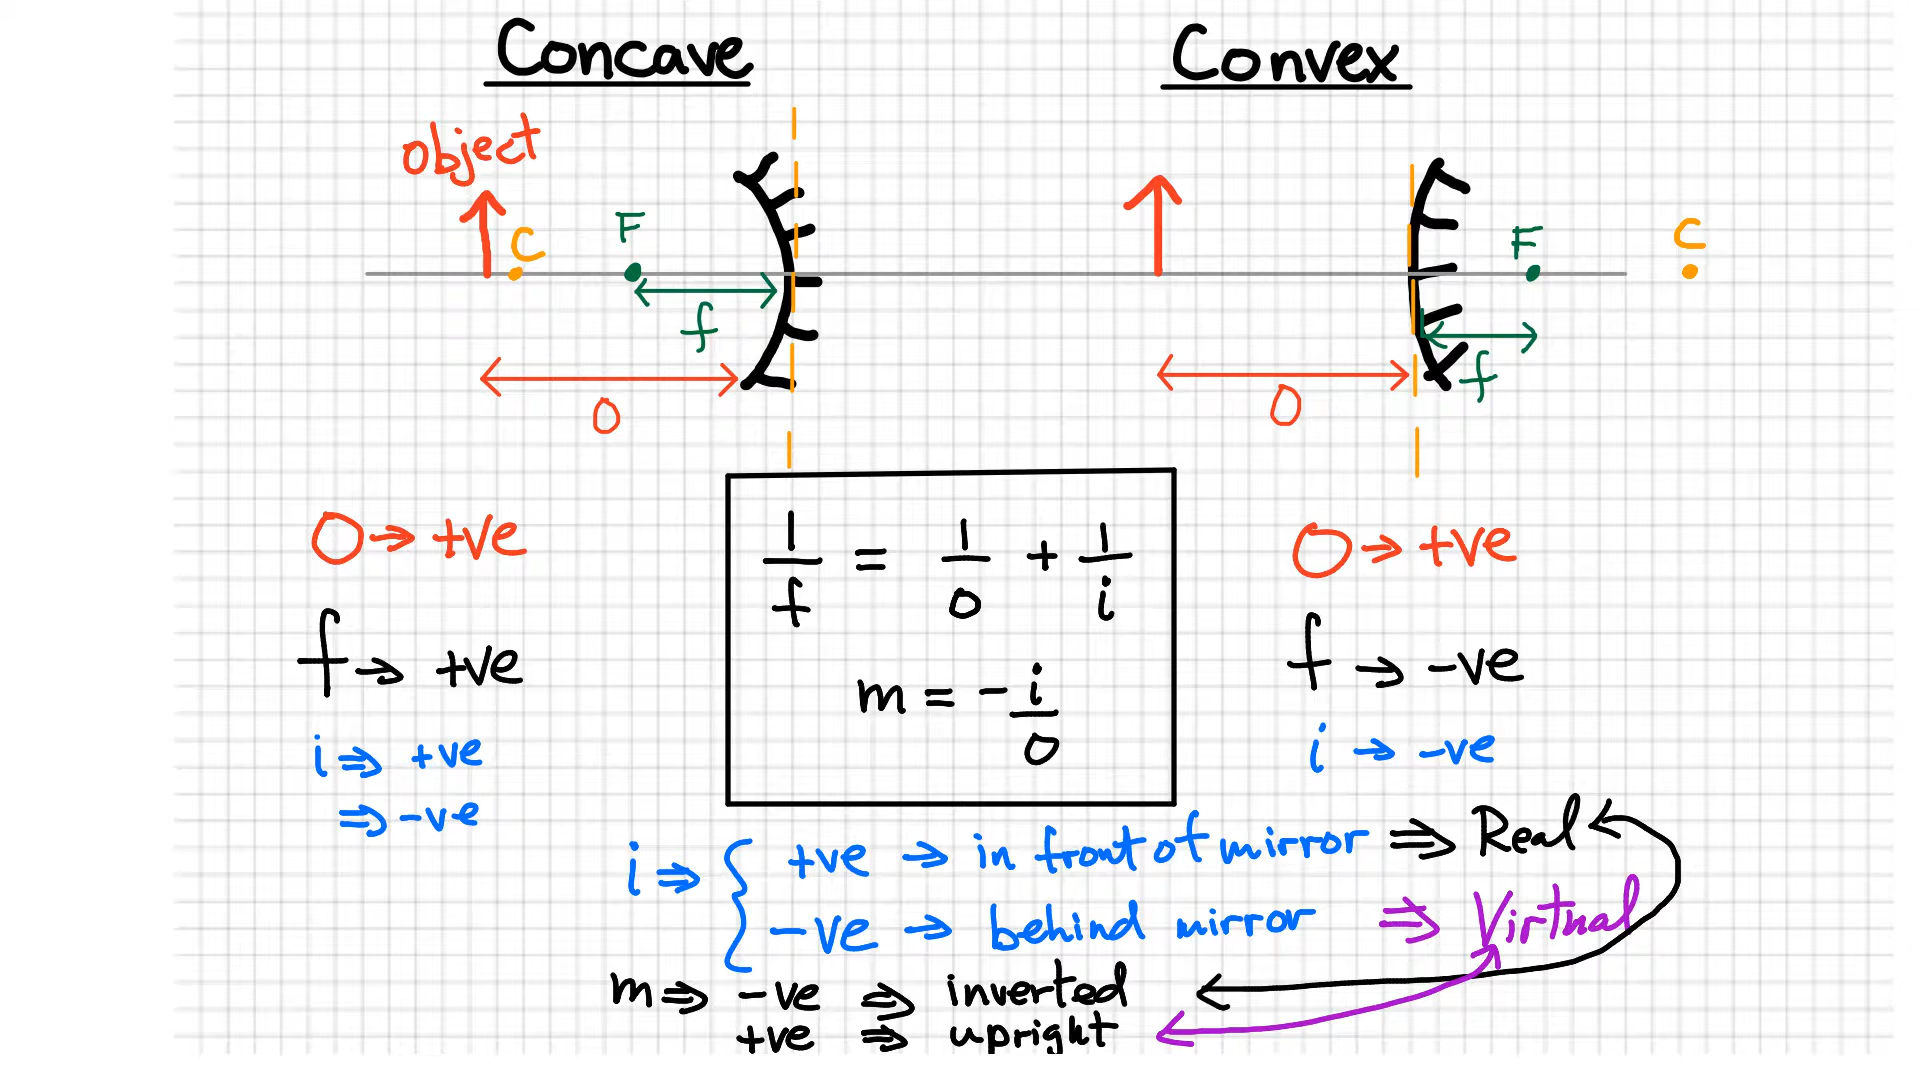 Concave
Convex
object
C
F
f
O
F
C
f
O
O → +ve
f → +ve
i ⇒ +ve
⇒ -ve
1/f = 1/o + 1/i
m = - i/o
O → +ve
f → -ve
i → -ve
i ⇒ { +ve → in front of mirror ⇒ Real
-ve → behind mirror ⇒ Virtual
m ⇒ -ve ⇒ inverted
+ve ⇒ upright